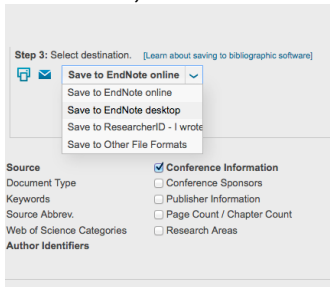 Step 3: Select destination. [Learn about saving to bibliographic software]
Save to EndNote online
Save to EndNote online
Save to EndNote desktop
Save to ResearcherID - I wrote
Save to Other File Formats
Source Conference Information
Document Type Conference Sponsors
Keywords Publisher Information
Source Abbrev. Page Count / Chapter Count
Web of Science Categories Research Areas
Author Identifiers